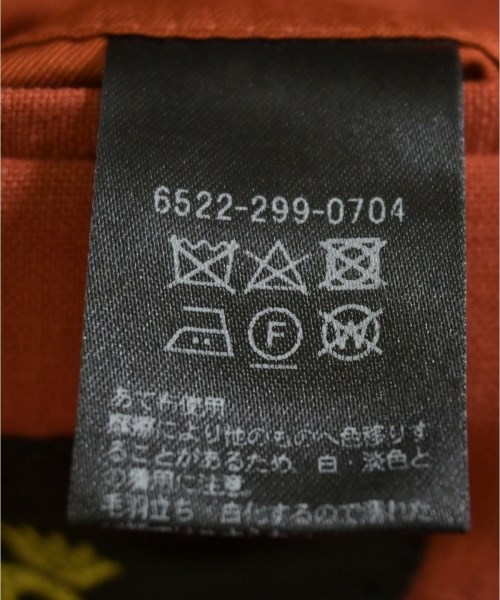 6522-299-0704
F
W
あて布使用
摩擦により他のものへ色移りす
ることがあるため、白・淡色と
の着用に注意。
毛羽立ち 白化するので濡れた